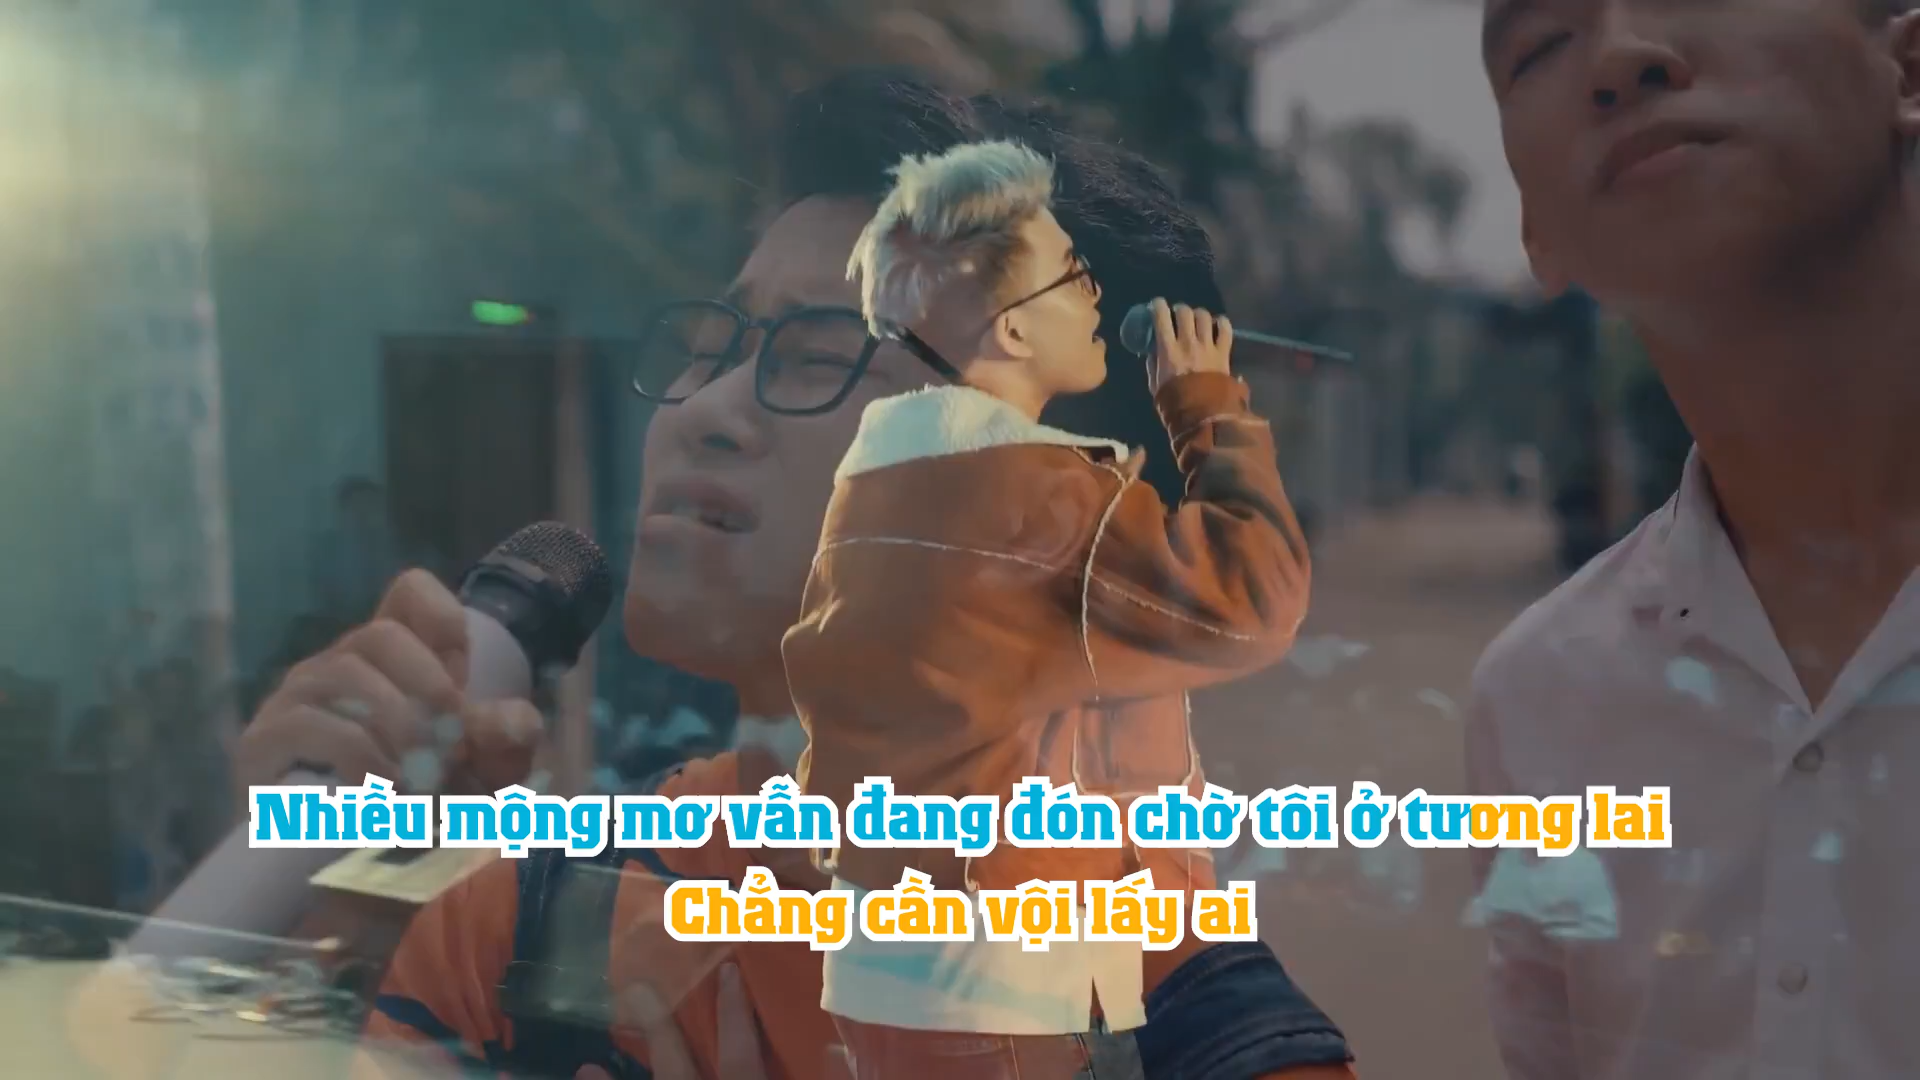 Nhiều mộng mơ vẫn đang đón chờ tôi ở tương lai
Chẳng cần vội lấy ai